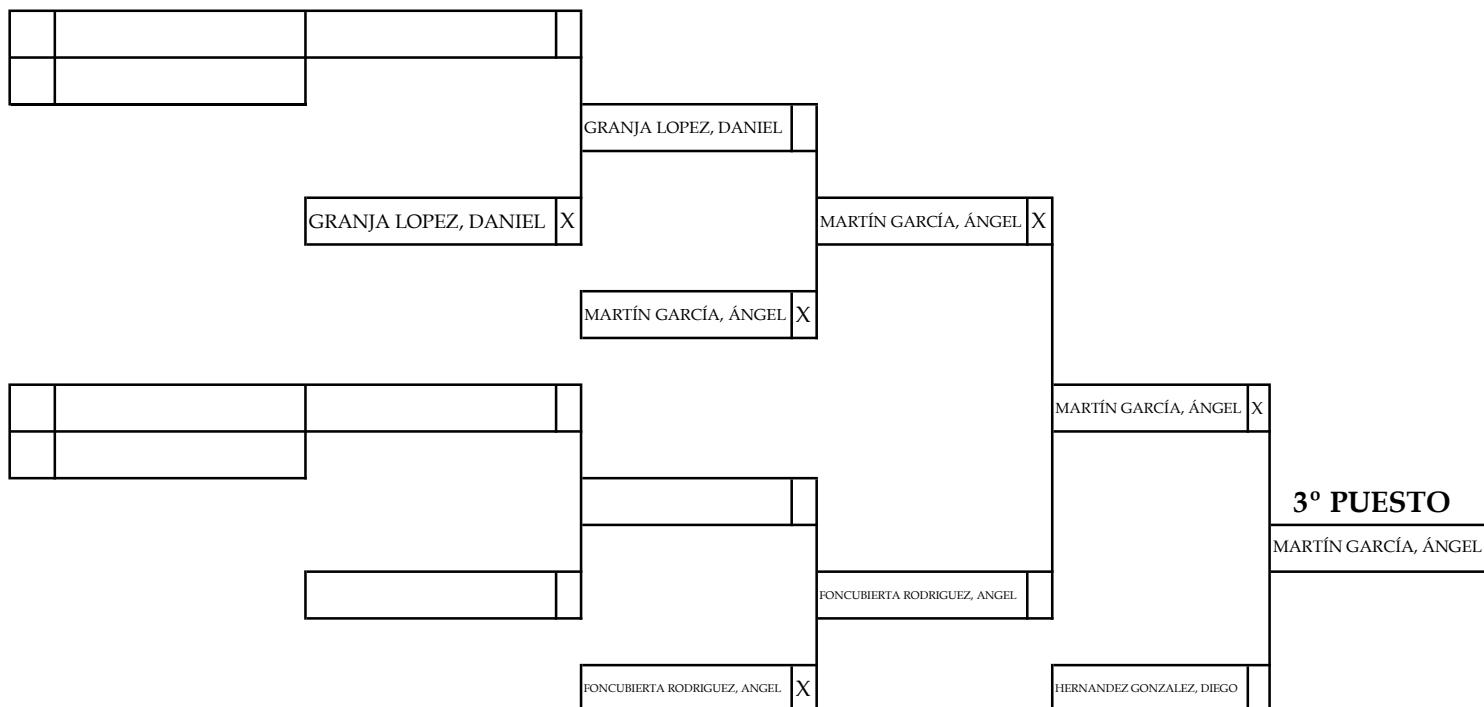 GRANJA LOPEZ, DANIEL
GRANJA LOPEZ, DANIEL X
MARTÍN GARCÍA, ÁNGEL X
MARTÍN GARCÍA, ÁNGEL X
MARTÍN GARCÍA, ÁNGEL X
3º PUESTO
MARTÍN GARCÍA, ÁNGEL
FONCUBIERTA RODRIGUEZ, ANGEL
FONCUBIERTA RODRIGUEZ, ANGEL X
HERNANDEZ GONZALEZ, DIEGO